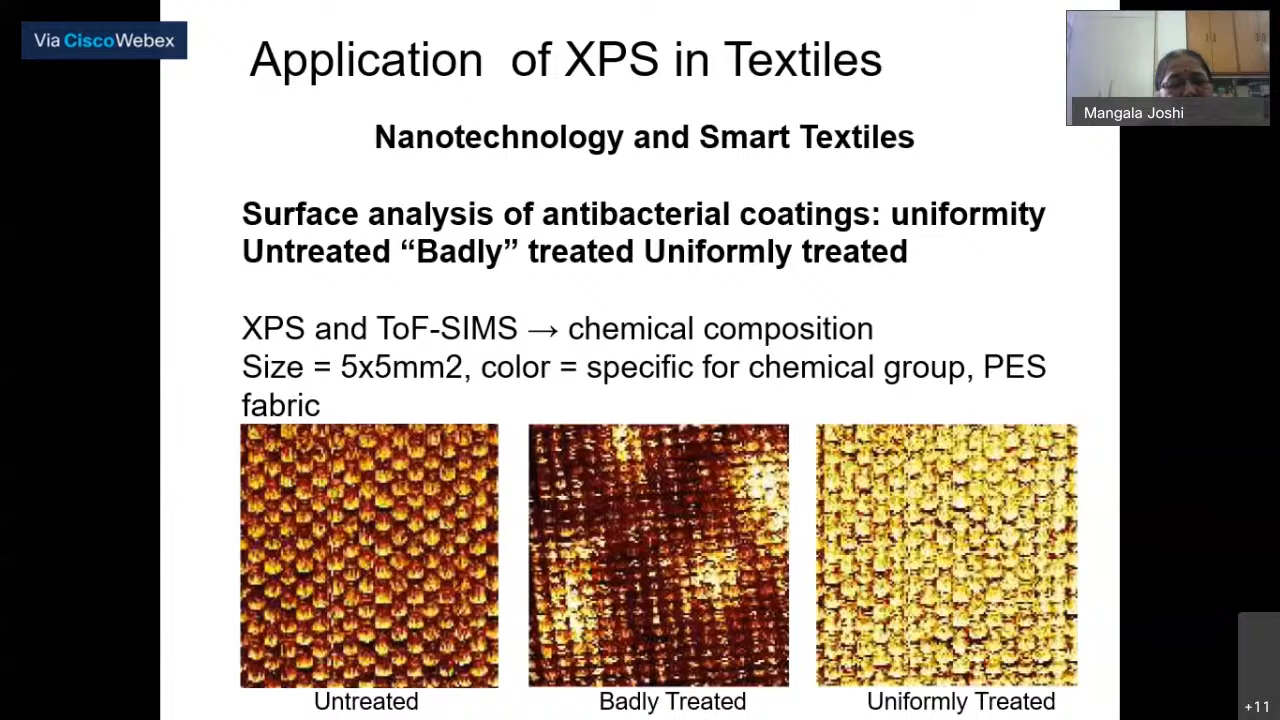 Via CiscoWebex
Application of XPS in Textiles
Mangala Joshi
Nanotechnology and Smart Textiles
Surface analysis of antibacterial coatings: uniformity
Untreated “Badly” treated Uniformly treated
XPS and ToF-SIMS → chemical composition
Size = 5x5mm2, color = specific for chemical group, PES
fabric
Untreated
Badly Treated
Uniformly Treated
+11